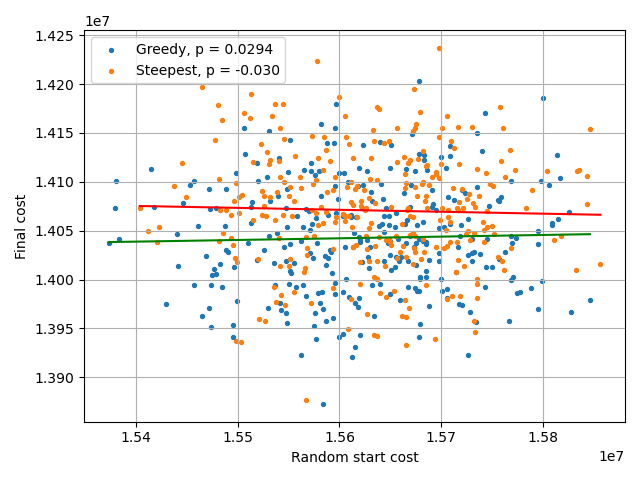 1e7
1.425
1.420
1.415
1.410
1.405
1.400
1.395
1.390
Final cost
Greedy, p = 0.0294
Steepest, p = -0.030
1.54
1.55
1.56
1.57
1.58
Random start cost
1e7